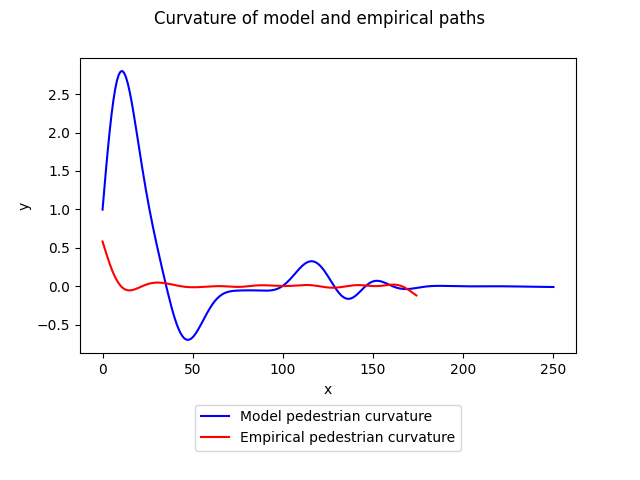 Curvature of model and empirical paths
y
2.5
2.0
1.5
1.0
0.5
0.0
−0.5
0 50 100 150 200 250
x
Model pedestrian curvature
Empirical pedestrian curvature